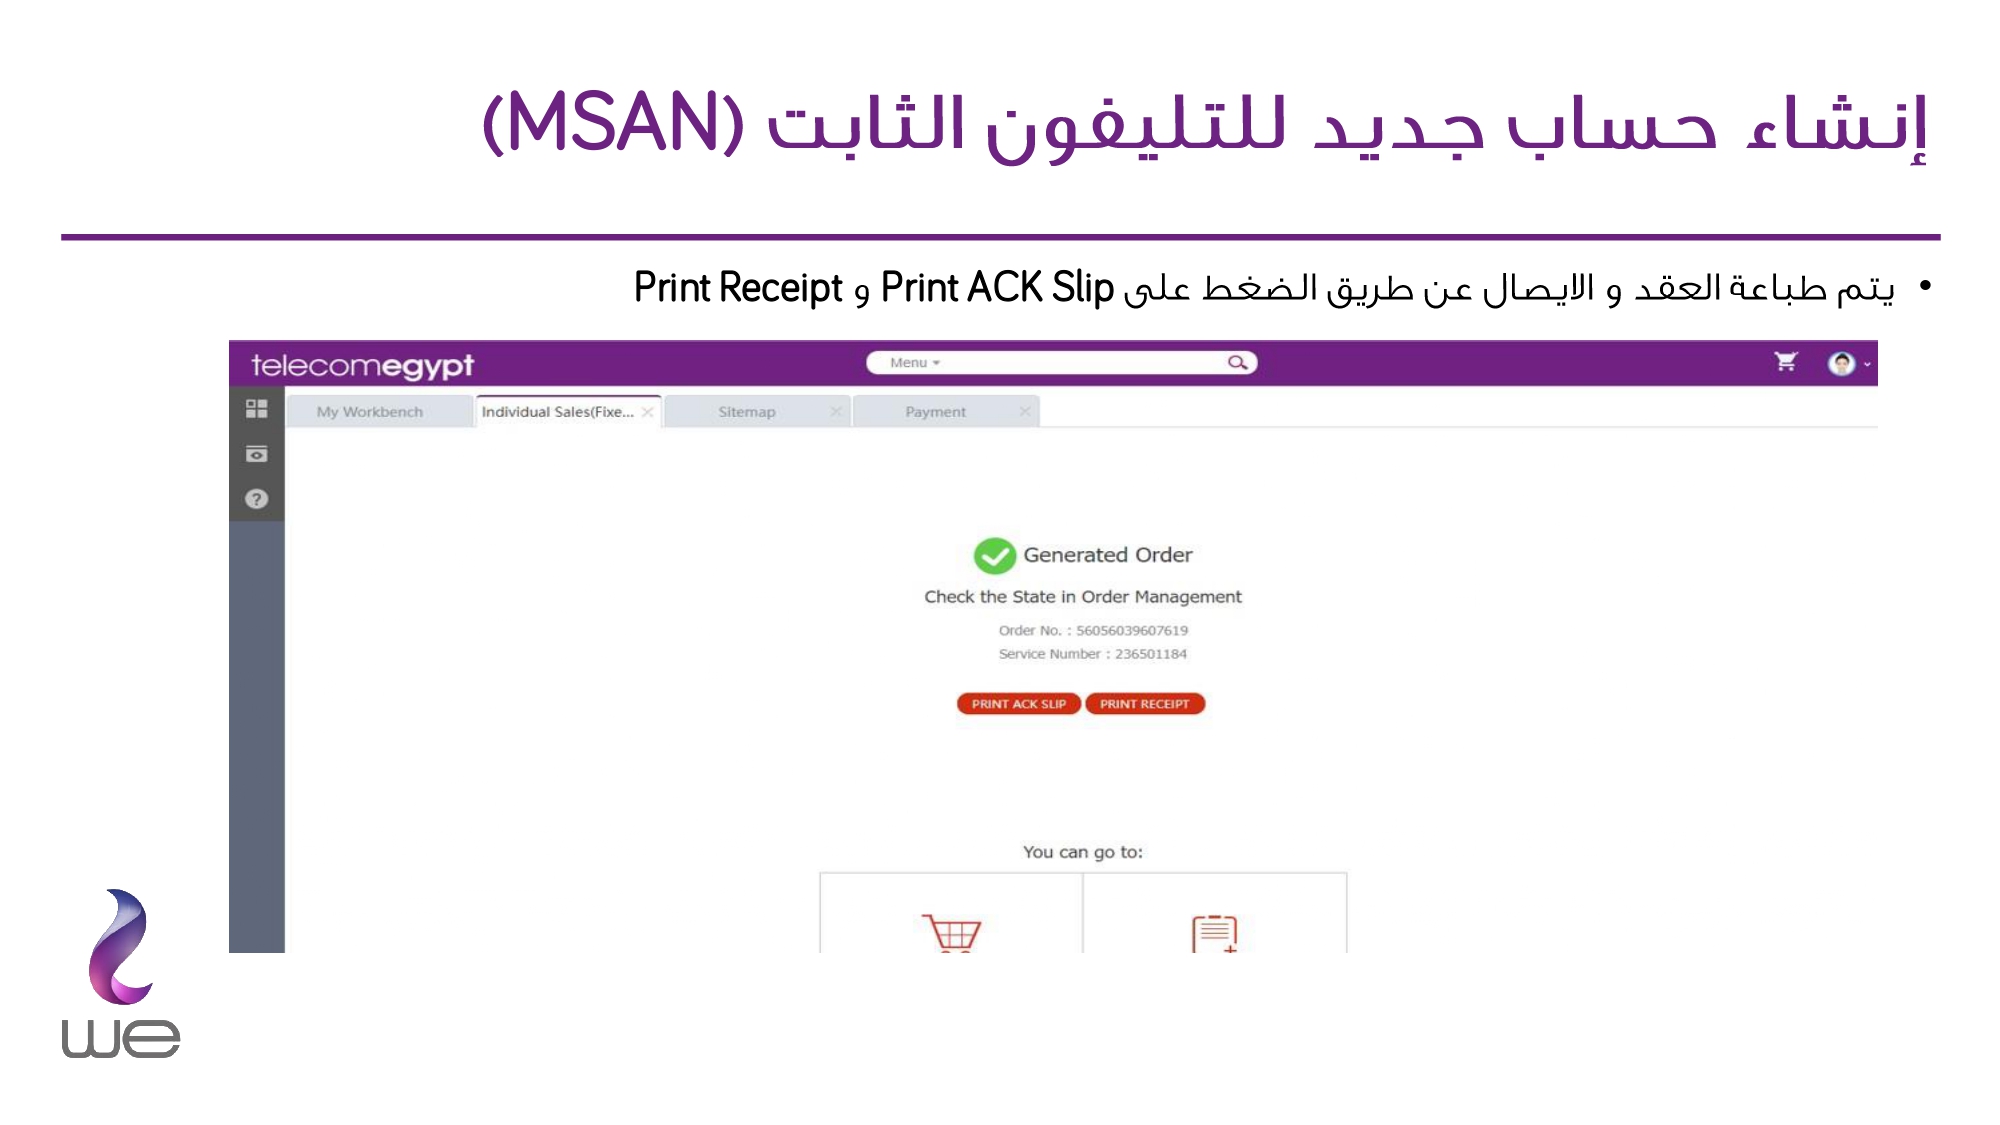 إنشاء حساب جديد للتليفون الثابت (MSAN)
• يتم طباعة العقد و الايصال عن طريق الضغط على Print ACK Slip و Print Receipt
telecomegypt
Menu
My Workbench
Individual Sales(Fixe...
Sitemap
Payment
Generated Order
Check the State in Order Management
Order No. : 56056039607619
Service Number : 236501184
PRINT ACK SLIP
PRINT RECEIPT
You can go to:
we